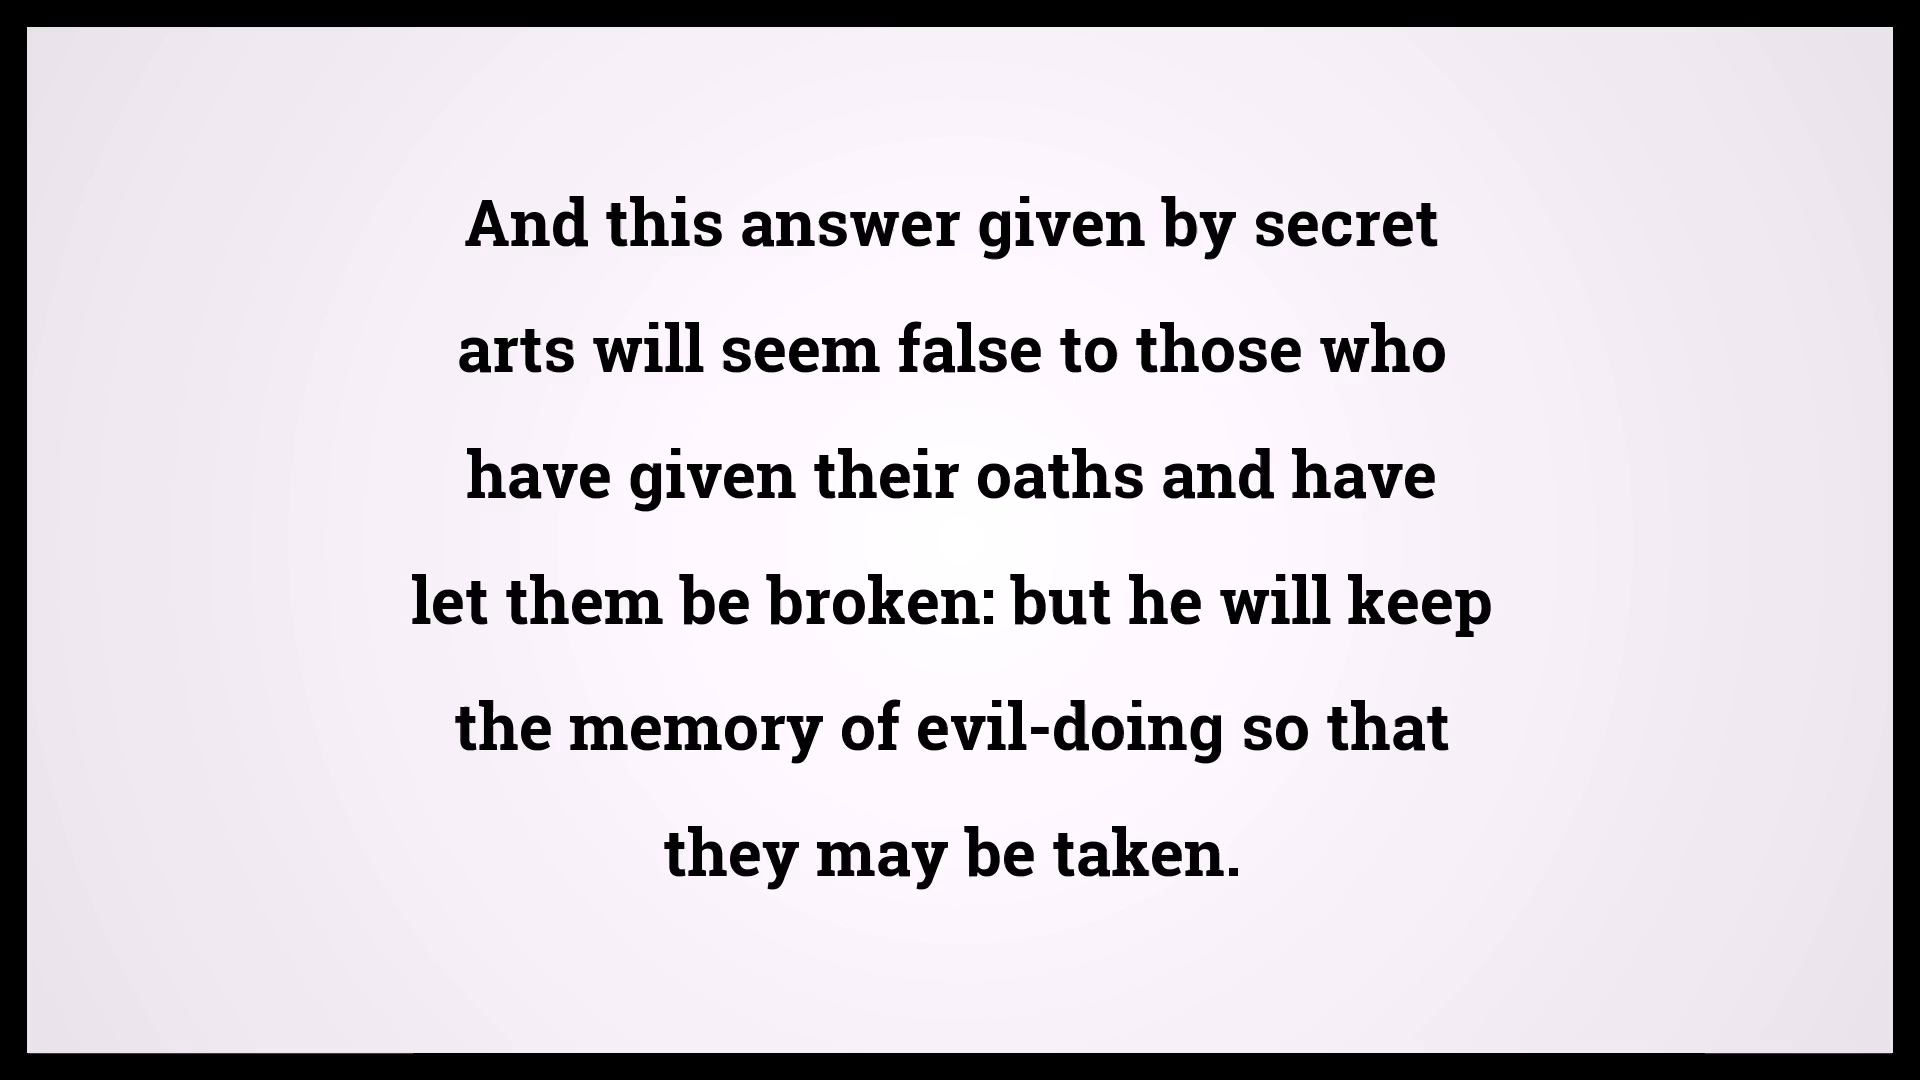 And this answer given by secret
arts will seem false to those who
have given their oaths and have
let them be broken: but he will keep
the memory of evil-doing so that
they may be taken.